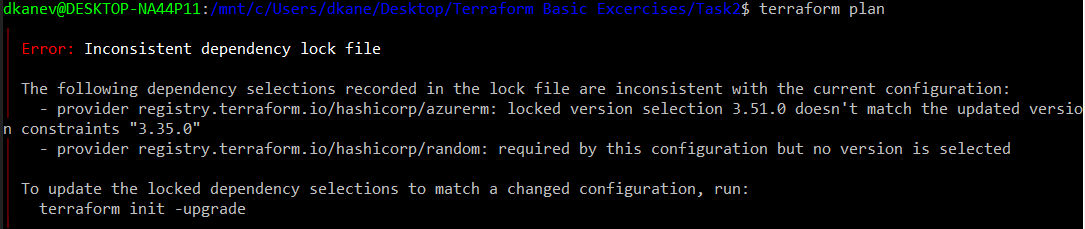 dkanev@DESKTOP-NA44P11:/mnt/c/Users/dkane/Desktop/Terraform Basic Excercises/Task2$ terraform plan
Error: Inconsistent dependency lock file
The following dependency selections recorded in the lock file are inconsistent with the current configuration:
- provider registry.terraform.io/hashicorp/azurerm: locked version selection 3.51.0 doesn't match the updated versio
n constraints "3.35.0"
- provider registry.terraform.io/hashicorp/random: required by this configuration but no version is selected
To update the locked dependency selections to match a changed configuration, run:
terraform init -upgrade